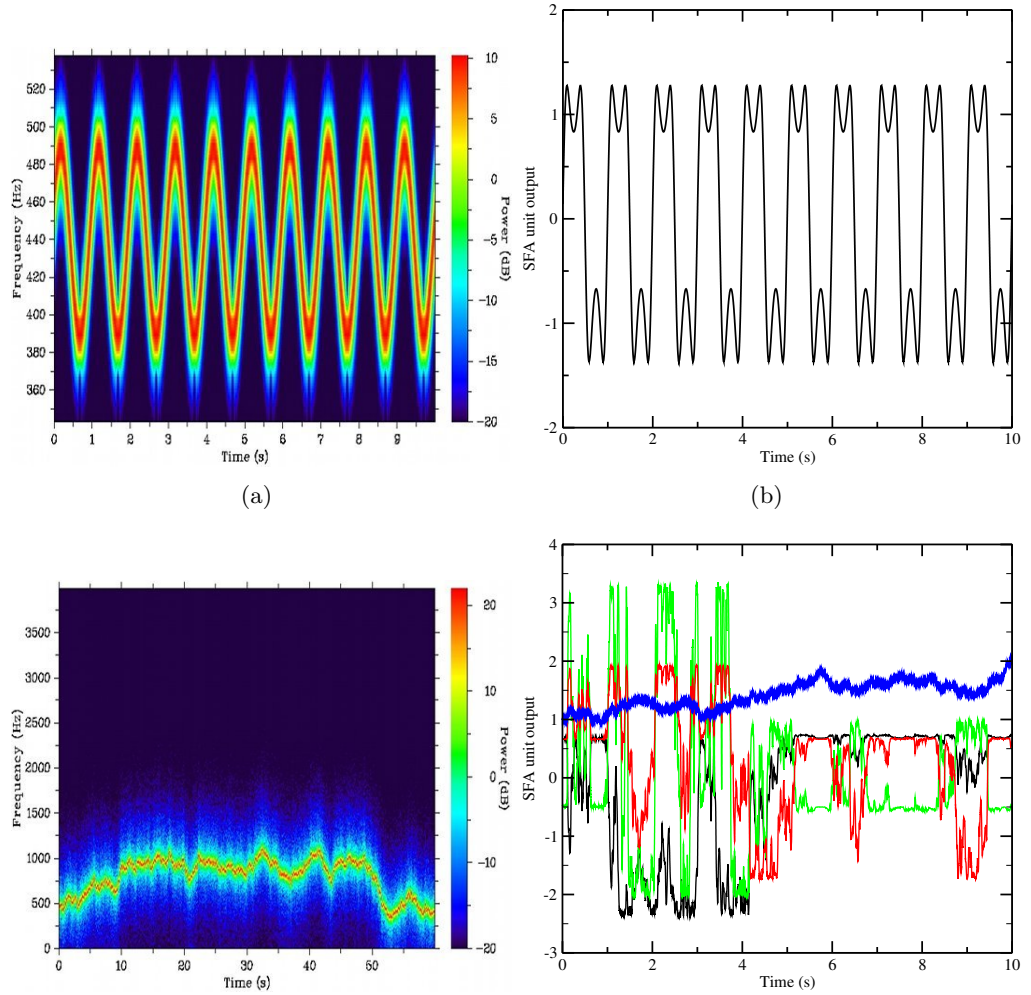 520
500
480
460
440
420
400
380
360
Frequency (Hz)
0 1 2 3 4 5 6 7 8 9
Time (s)
10
5
0
-5
-10
-15
-20
Power (dB)
(a)
2
1
0
-1
-2
SFA unit output
0 2 4 6 8 10
Time (s)
(b)
3500
3000
2500
2000
1500
1000
500
0
Frequency (Hz)
0 10 20 30 40 50
Time (s)
20
10
0
-10
-20
Power (dB)
4
3
2
1
0
-1
-2
-3
SFA unit output
0 2 4 6 8 10
Time (s)